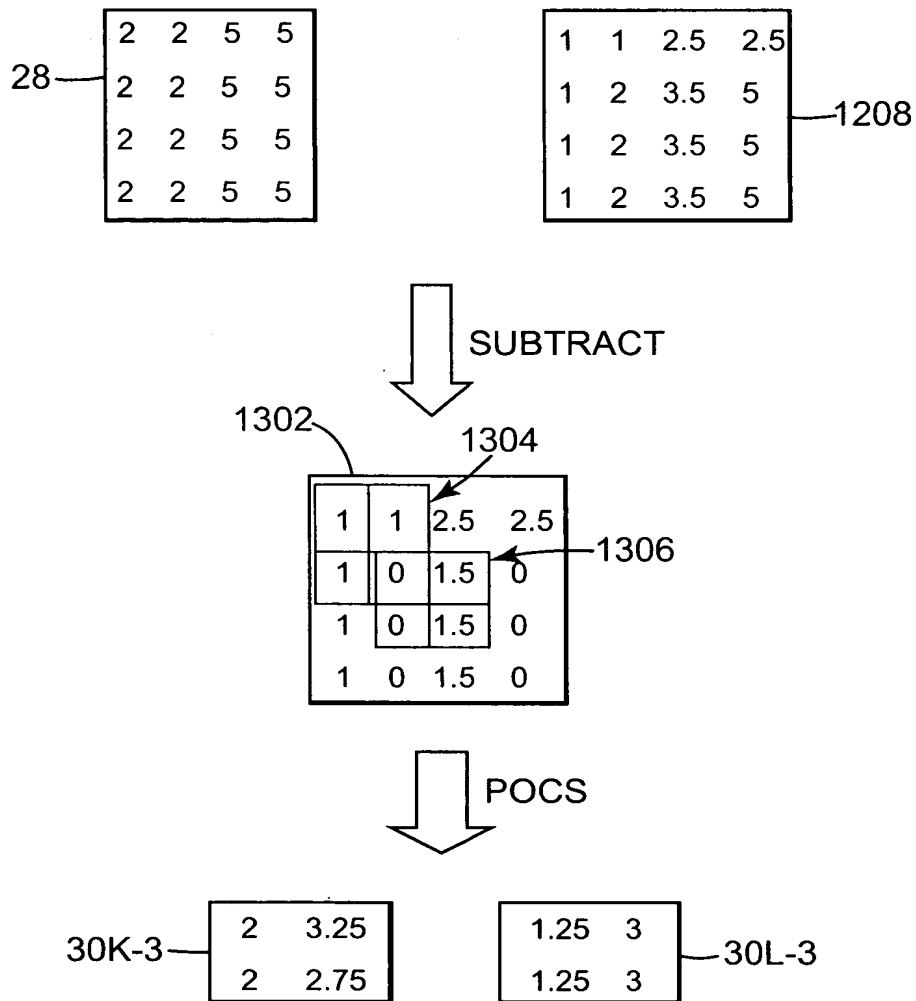 2 2 5 5
28
2 2 5 5
2 2 5 5
2 2 5 5
1 1 2.5 2.5
1 2 3.5 5
1208
1 2 3.5 5
1 2 3.5 5
SUBTRACT
1302
1304
1 1 2.5 2.5
1306
1 0 1.5 0
1 0 1.5 0
1 0 1.5 0
POCS
30K-3
2 3.25
2 2.75
1.25 3
1.25 3
30L-3